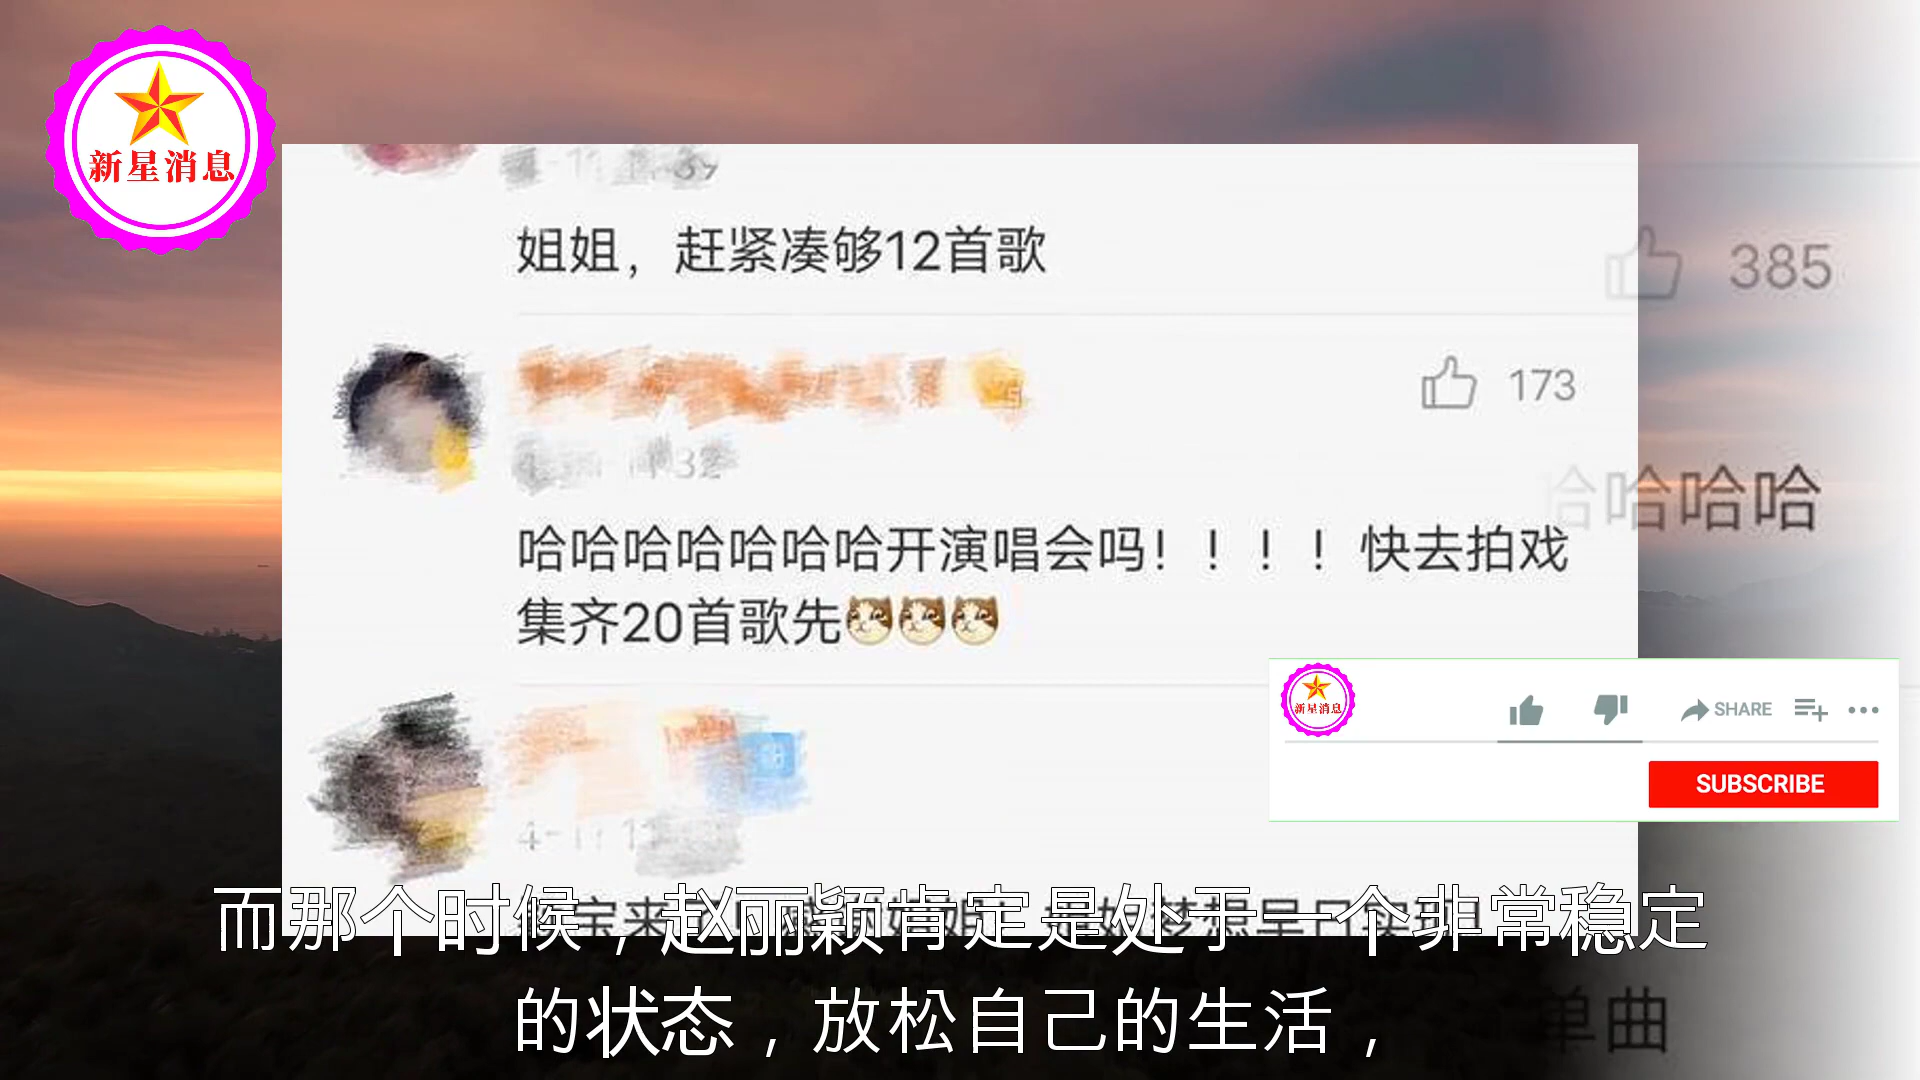 新星消息
姐姐，赶紧凑够12首歌
385
173
哈哈哈哈哈哈哈开演唱会吗！！！！快去拍戏
集齐20首歌先
哈哈哈哈
新星消息
SHARE
SUBSCRIBE
而那个时候，赵丽颖肯定是处于一个非常稳定
的状态，放松自己的生活，
单曲